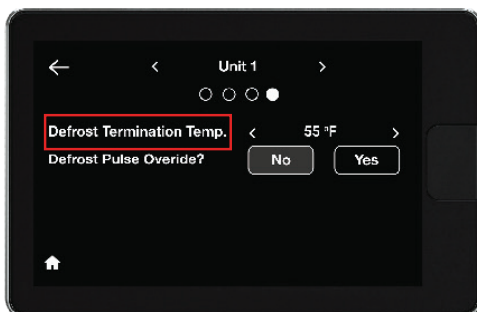 Unit 1
Defrost Termination Temp. 55 °F
Defrost Pulse Overide? No Yes